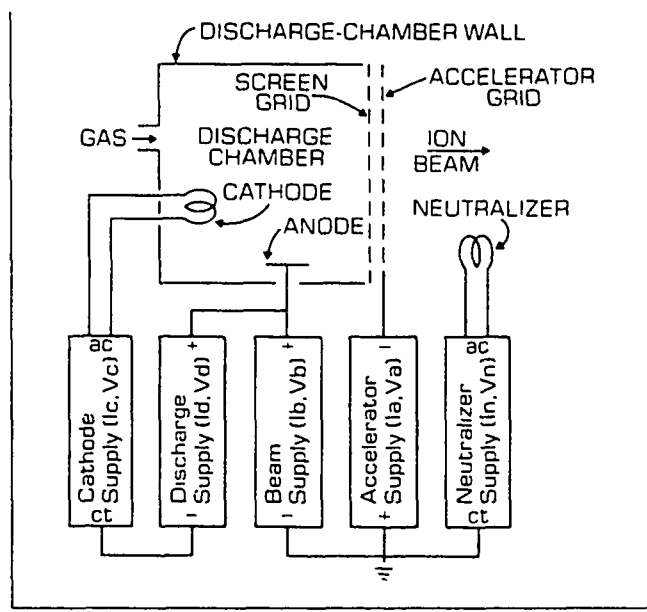 DISCHARGE-CHAMBER WALL
SCREEN
GRID
ACCELERATOR
GRID
GAS
DISCHARGE
CHAMBER
ION
BEAM
CATHODE
NEUTRALIZER
ANODE
ac
Cathode
Supply (Ic, Vc)
ct
+
Discharge
Supply (Id, Vd)
-
+
Beam
Supply (Ib, Vb)
-
-
Accelerator
Supply (Ia, Va)
+
ac
Neutralizer
Supply (In, Vn)
ct